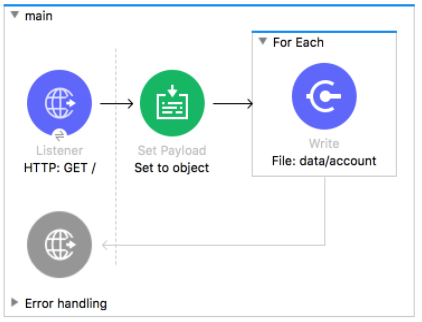 main
For Each
Listener
HTTP: GET /
Set Payload
Set to object
Write
File: data/account
Error handling